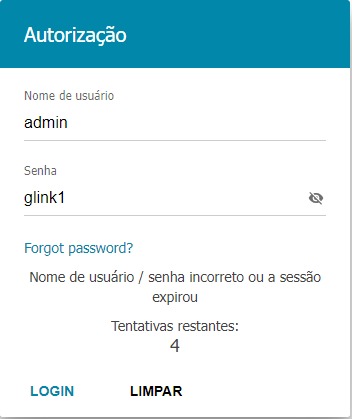 Autorização
Nome de usuário
admin
Senha
glink1
Forgot password?
Nome de usuário / senha incorreto ou a sessão
expirou
Tentativas restantes:
4
LOGIN LIMPAR